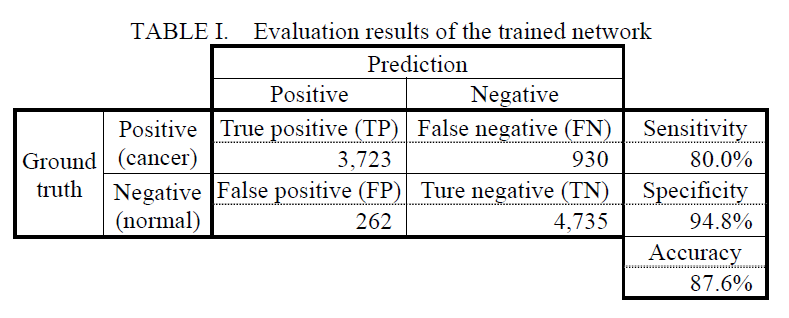 TABLE I. Evaluation results of the trained network
Prediction
Positive Negative
Ground truth
Positive (cancer)
True positive (TP) False negative (FN) Sensitivity
3,723 930 80.0%
Negative (normal)
False positive (FP) Ture negative (TN) Specificity
262 4,735 94.8%
Accuracy
87.6%